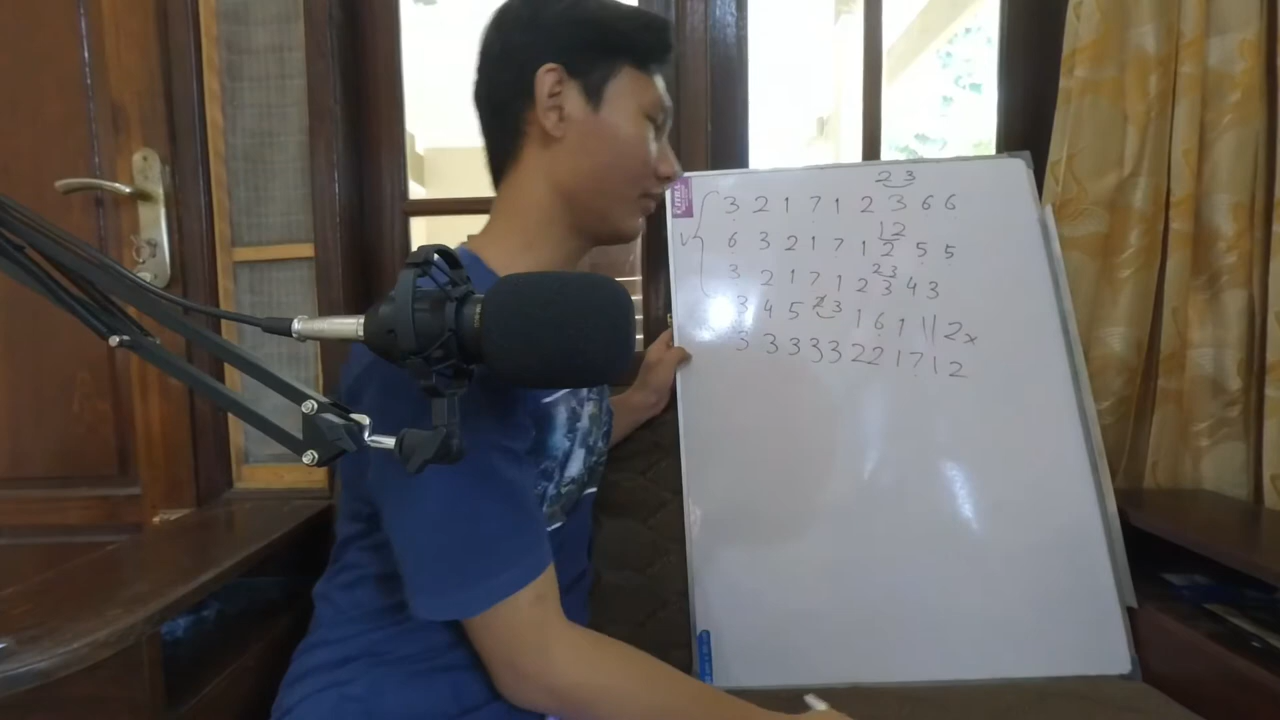 2 3
3 2 1 7 1 2 3 6 6
1 2
V { 6 3 2 1 7 1 2 5 5
2 3
3 2 1 7 1 2 3 4 3
3 4 5 2 3 1 6 1 || 2x
3 3 3 3 3 2 2 1 7 1 2